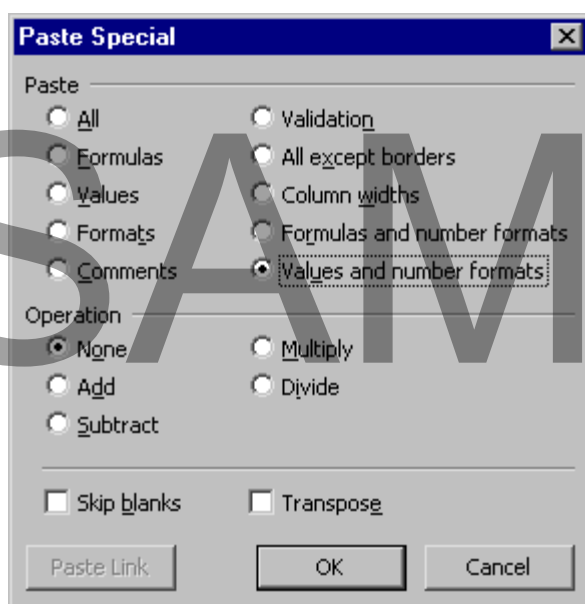 Paste Special
Paste
All
Validation
Formulas
All except borders
Values
Column widths
Formats
Formulas and number formats
Comments
Values and number formats
Operation
None
Multiply
Add
Divide
Subtract
Skip blanks
Transpose
Paste Link
OK
Cancel
SAM